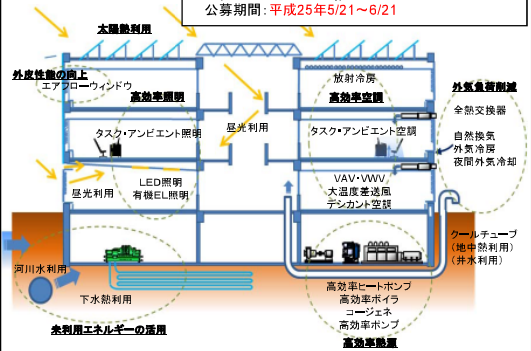 公募期間：平成25年5/21～6/21
太陽熱利用
外皮性能の向上
エアフローウィンドウ
高効率照明
放射冷房
高効率空調
外気負荷削減
全熱交換器
タスク・アンビエント照明
昼光利用
タスク・アンビエント空調
自然換気
外気冷房
夜間外気冷却
昼光利用
LED照明
有機EL照明
VAV・VWV
大温度差送風
デシカント空調
クールチューブ
（地中熱利用）
（井水利用）
河川水利用
下水熱利用
高効率ヒートポンプ
高効率ボイラ
コージェネ
高効率ポンプ
未利用エネルギーの活用
高効率熱源